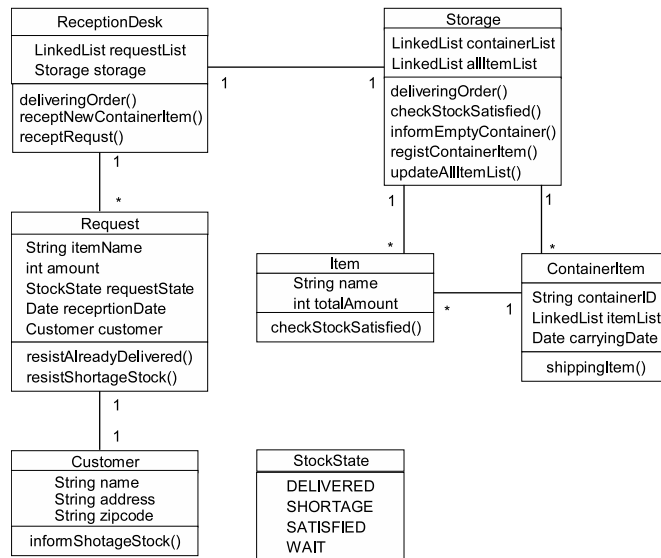 ReceptionDesk
LinkedList requestList
Storage storage
deliveringOrder()
receptNewContainerItem()
receptRequst()
Storage
LinkedList containerList
LinkedList allItemList
deliveringOrder()
checkStockSatisfied()
informEmptyContainer()
registContainerItem()
updateAllItemList()
1
1
1
*
1
1
*
*
Request
String itemName
int amount
StockState requestState
Date receprtionDate
Customer customer
resistAlreadyDelivered()
resistShortageStock()
Item
String name
int totalAmount
checkStockSatisfied()
*
1
ContainerItem
String containerID
LinkedList itemList
Date carryingDate
shippingItem()
1
1
Customer
String name
String address
String zipcode
informShotageStock()
StockState
DELIVERED
SHORTAGE
SATISFIED
WAIT